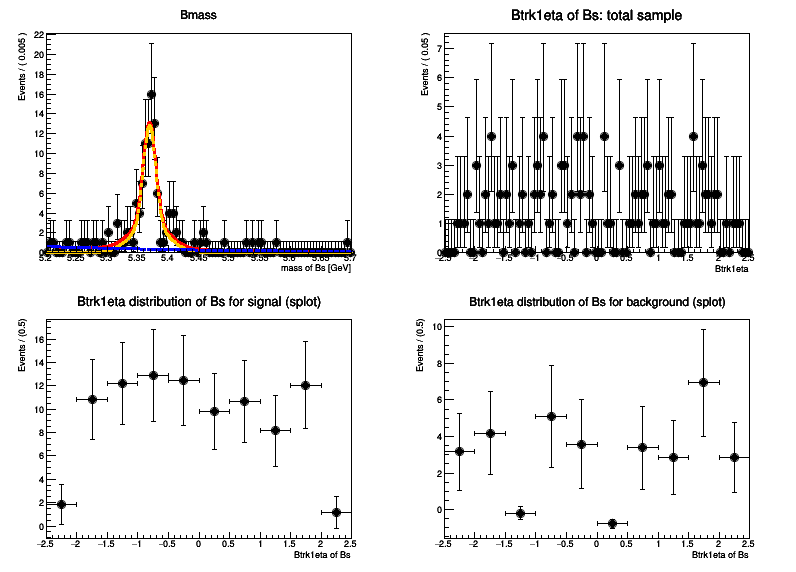 Bmass
Events / ( 0.005 )
22
20
18
16
14
12
10
8
6
4
2
0
5.2 5.25 5.3 5.35 5.4 5.45 5.5 5.55 5.6 5.65 5.7
mass of Bs [GeV]
Btrk1eta of Bs: total sample
Events / ( 0.05 )
7
6
5
4
3
2
1
0
−2.5 −2 −1.5 −1 −0.5 0 0.5 1 1.5 2 2.5
Btrk1eta
Btrk1eta distribution of Bs for signal (splot)
Events / (0.5)
16
14
12
10
8
6
4
2
0
−2.5 −2 −1.5 −1 −0.5 0 0.5 1 1.5 2 2.5
Btrk1eta of Bs
Btrk1eta distribution of Bs for background (splot)
Events / (0.5)
10
8
6
4
2
0
−2.5 −2 −1.5 −1 −0.5 0 0.5 1 1.5 2 2.5
Btrk1eta of Bs